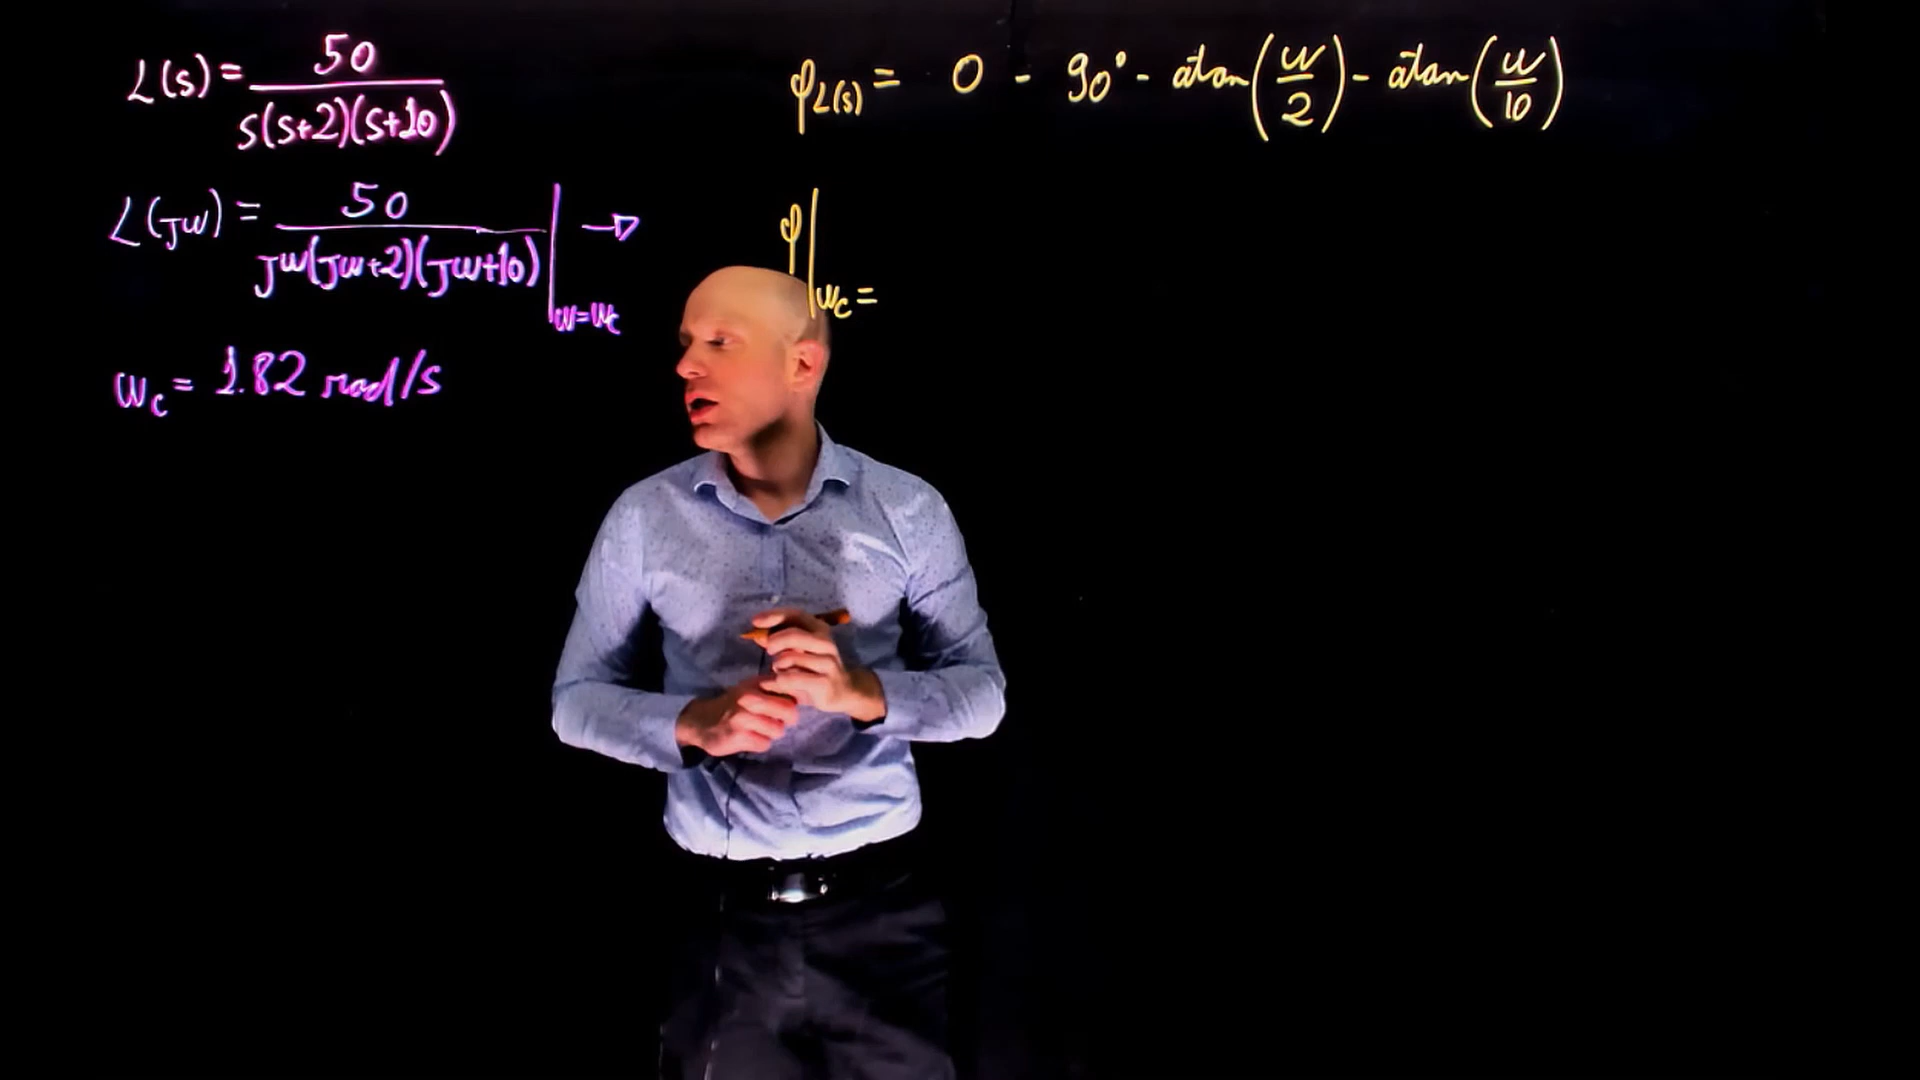 L(s) = 50 / s(s+2)(s+10)
L(jw) = 50 / jw(jw+2)(jw+10) | w=wc →
wc = 1.82 rad/s
φL(s) = 0 - 90° - atan(w/2) - atan(w/10)
φ|wc =